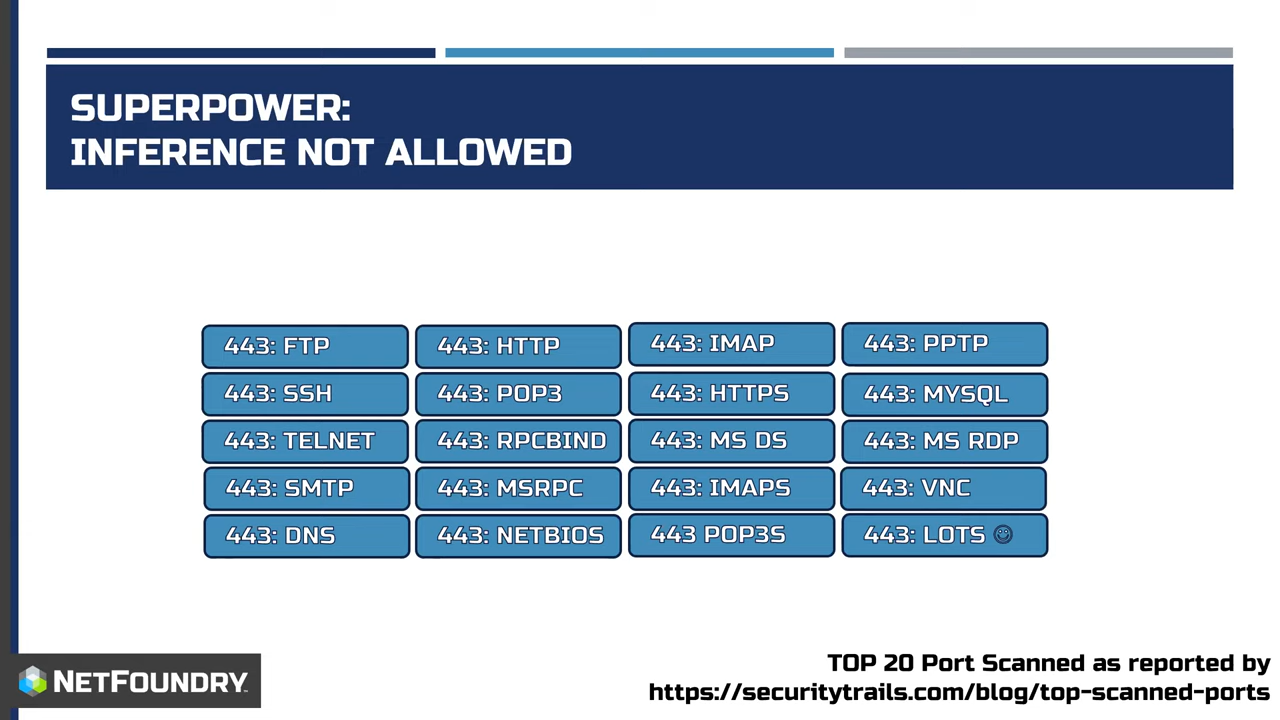 SUPERPOWER:
INFERENCE NOT ALLOWED
443: FTP
443: HTTP
443: IMAP
443: PPTP
443: SSH
443: POP3
443: HTTPS
443: MYSQL
443: TELNET
443: RPCBIND
443: MS DS
443: MS RDP
443: SMTP
443: MSRPC
443: IMAPS
443: VNC
443: DNS
443: NETBIOS
443 POP3S
443: LOTS ☺
NETFOUNDRY™
TOP 20 Port Scanned as reported by
https://securitytrails.com/blog/top-scanned-ports